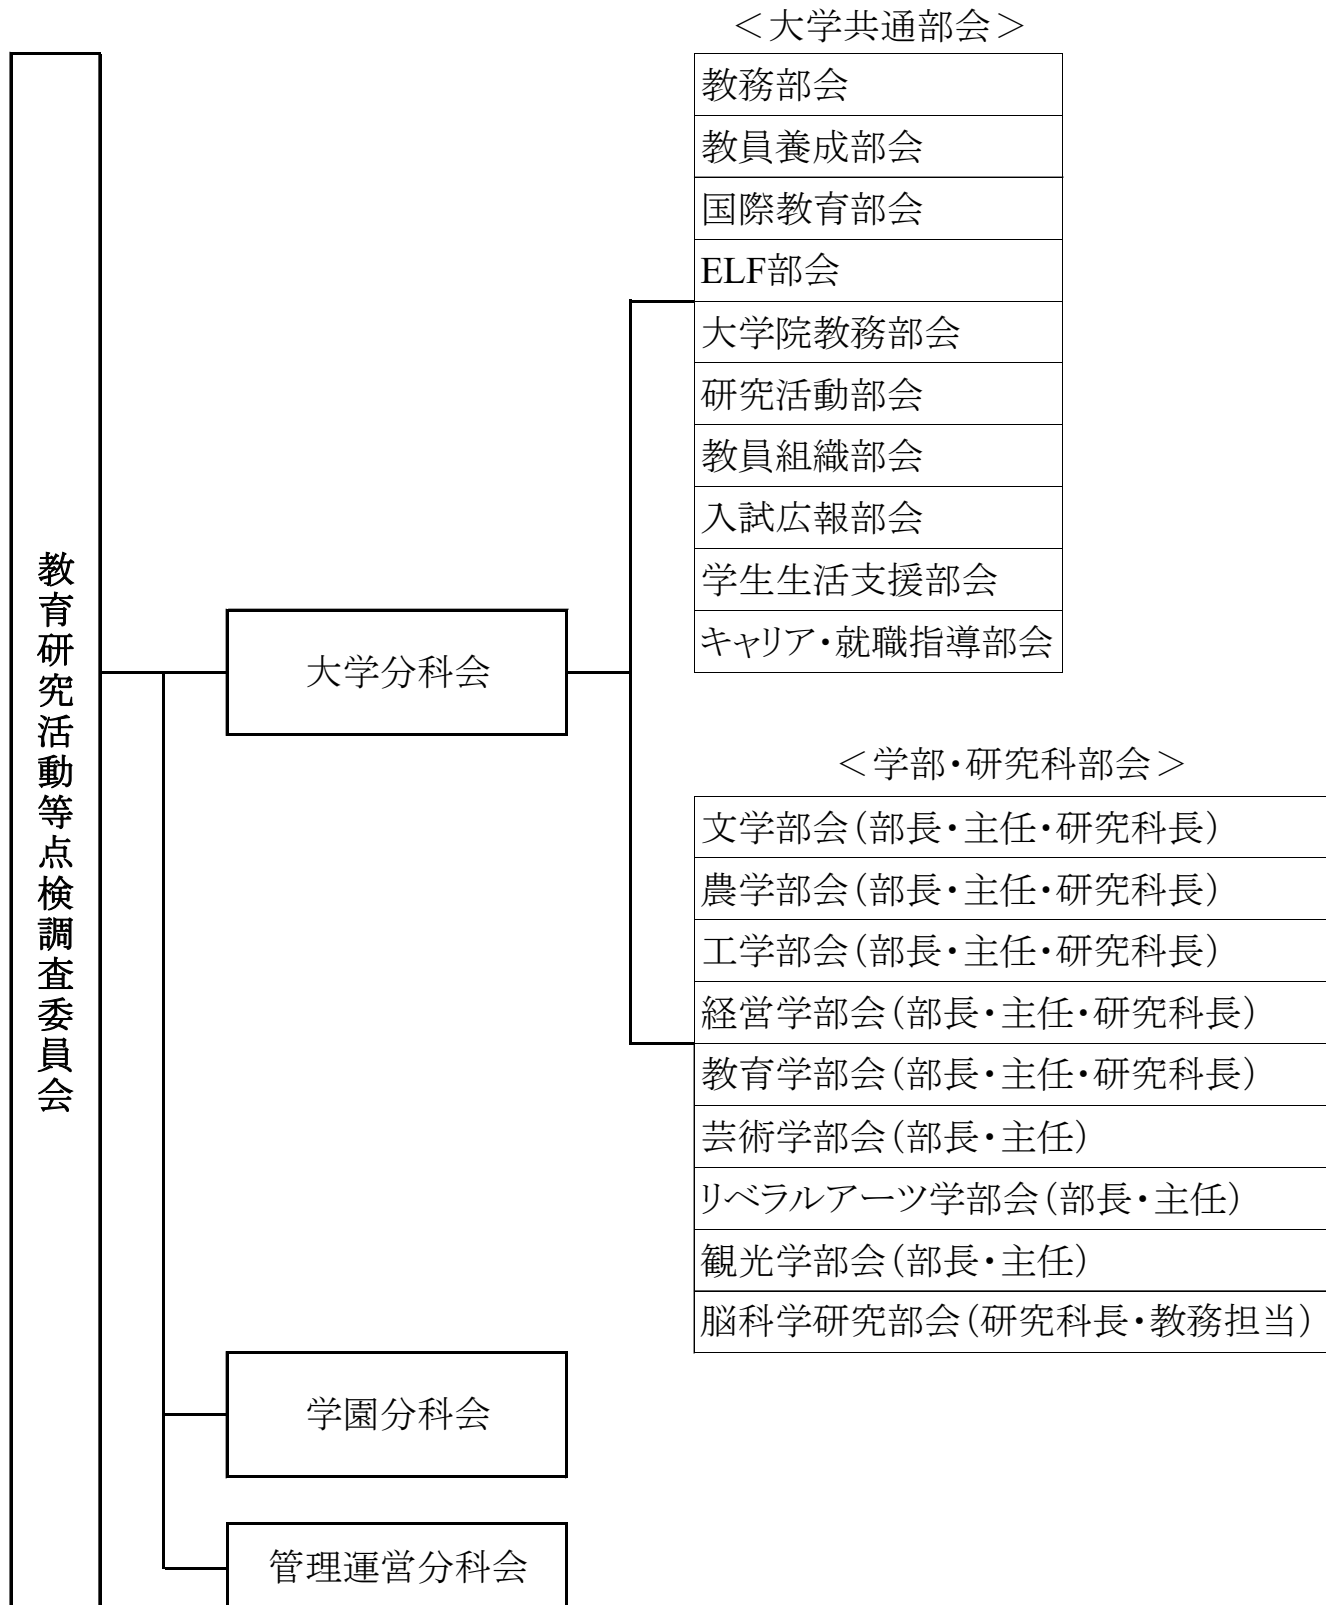 教育研究活動等点検調査委員会
大学分科会
＜大学共通部会＞
教務部会
教員養成部会
国際教育部会
ELF部会
大学院教務部会
研究活動部会
教員組織部会
入試広報部会
学生生活支援部会
キャリア・就職指導部会
＜学部・研究科部会＞
文学部会（部長・主任・研究科長）
農学部会（部長・主任・研究科長）
工学部会（部長・主任・研究科長）
経営学部会（部長・主任・研究科長）
教育学部会（部長・主任・研究科長）
芸術学部会（部長・主任）
リベラルアーツ学部会（部長・主任）
観光学部会（部長・主任）
脳科学研究部会（研究科長・教務担当）
学園分科会
管理運営分科会